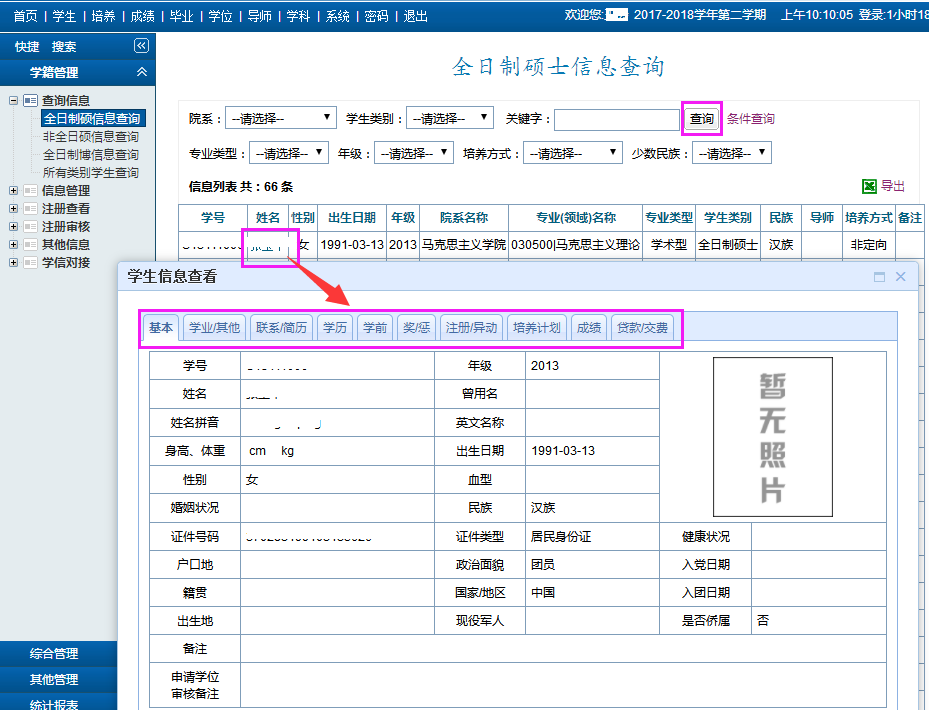 首页 | 学生 | 培养 | 成绩 | 毕业 | 学位 | 导师 | 学科 | 系统 | 密码 | 退出 欢迎您: 2017-2018学年第二学期 上午10:10:05 登录:1小时18
快捷 搜索
学籍管理
查询信息
全日制硕信息查询
非全日硕信息查询
全日制博信息查询
所有类别学生查询
信息管理
注册查看
注册审核
其他信息
学信对接
综合管理
其他管理
统计报表
全日制硕士信息查询
院系: --请选择-- 学生类别: --请选择-- 关键字: 查询 条件查询
专业类型: --请选择-- 年级: --请选择-- 培养方式: --请选择-- 少数民族: --请选择--
信息列表 共：66 条 导出
学号 姓名 性别 出生日期 年级 院系名称 专业(领域)名称 专业类型 学生类别 民族 导师 培养方式 备注
女 1991-03-13 2013 马克思主义学院 030500|马克思主义理论 学术型 全日制硕士 汉族 非定向
学生信息查看
基本 学业/其他 联系/简历 学历 学前 奖/惩 注册/异动 培养计划 成绩 贷款/交费
学号 年级 2013
姓名 曾用名
姓名拼音 英文名称
身高、体重 cm kg 出生日期 1991-03-13
性别 女 血型
婚姻状况 民族 汉族
暂无照片
证件号码 证件类型 居民身份证 健康状况
户口地 政治面貌 团员 入党日期
籍贯 国家/地区 中国 入团日期
出生地 现役军人 是否侨属 否
备注
申请学位
审核备注